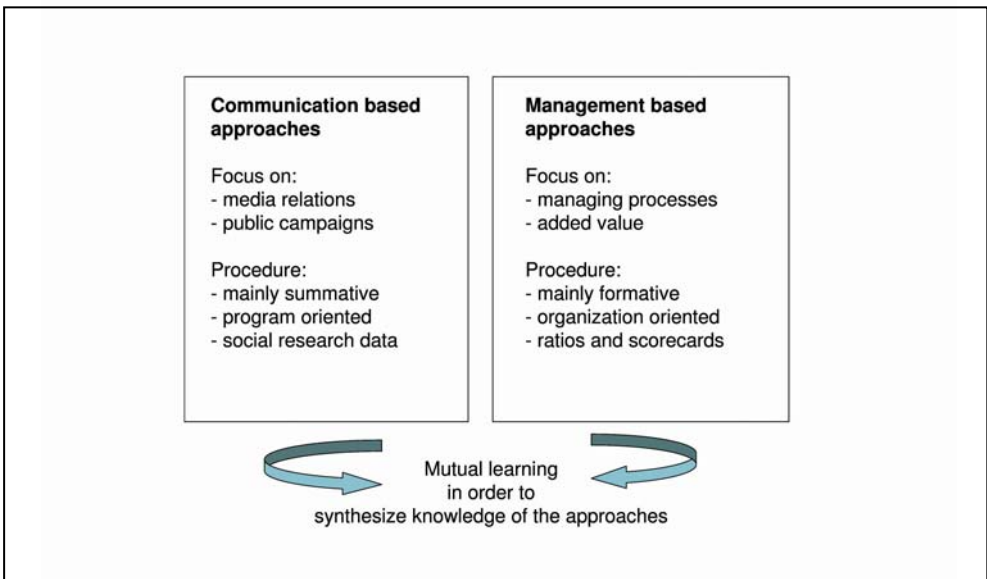 Communication based
approaches
Focus on:
- media relations
- public campaigns
Procedure:
- mainly summative
- program oriented
- social research data
Management based
approaches
Focus on:
- managing processes
- added value
Procedure:
- mainly formative
- organization oriented
- ratios and scorecards
Mutual learning
in order to
synthesize knowledge of the approaches